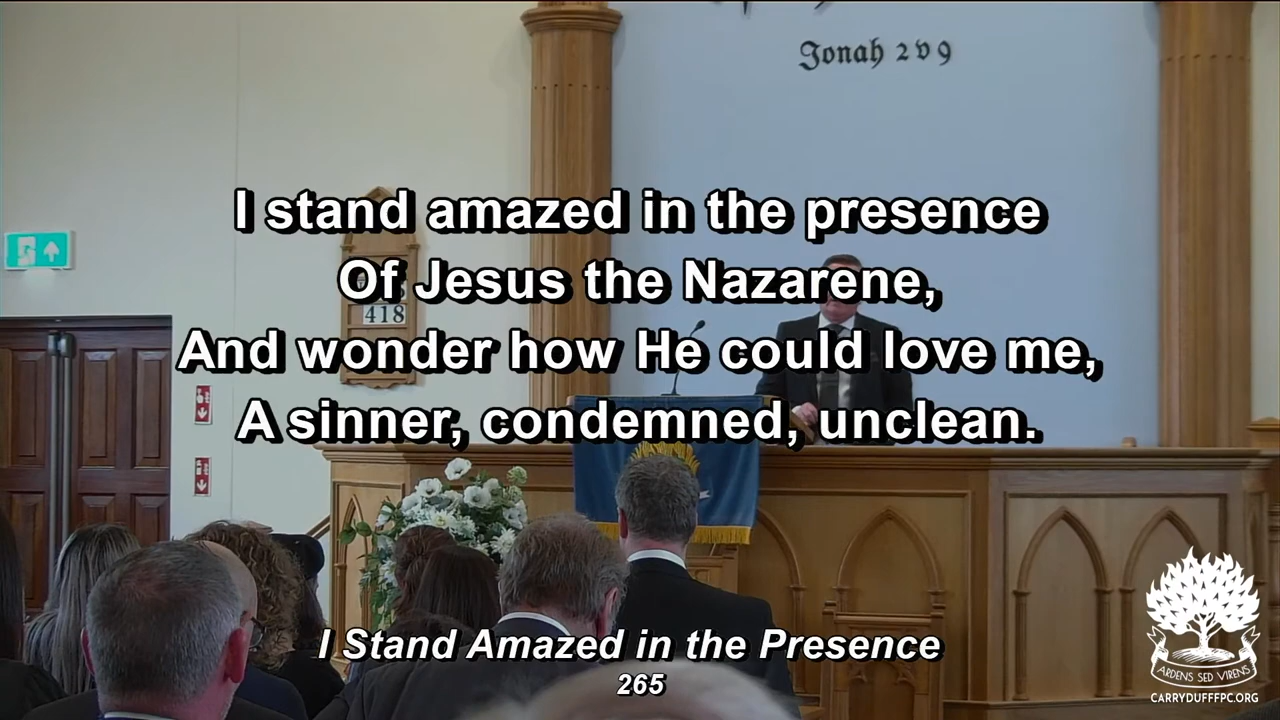 Jonah 2 v 9
I stand amazed in the presence
Of Jesus the Nazarene,
And wonder how He could love me,
A sinner, condemned, unclean.
418
I Stand Amazed in the Presence
265
ARDENS SED VIRENS
CARRYDUFFFPC.ORG